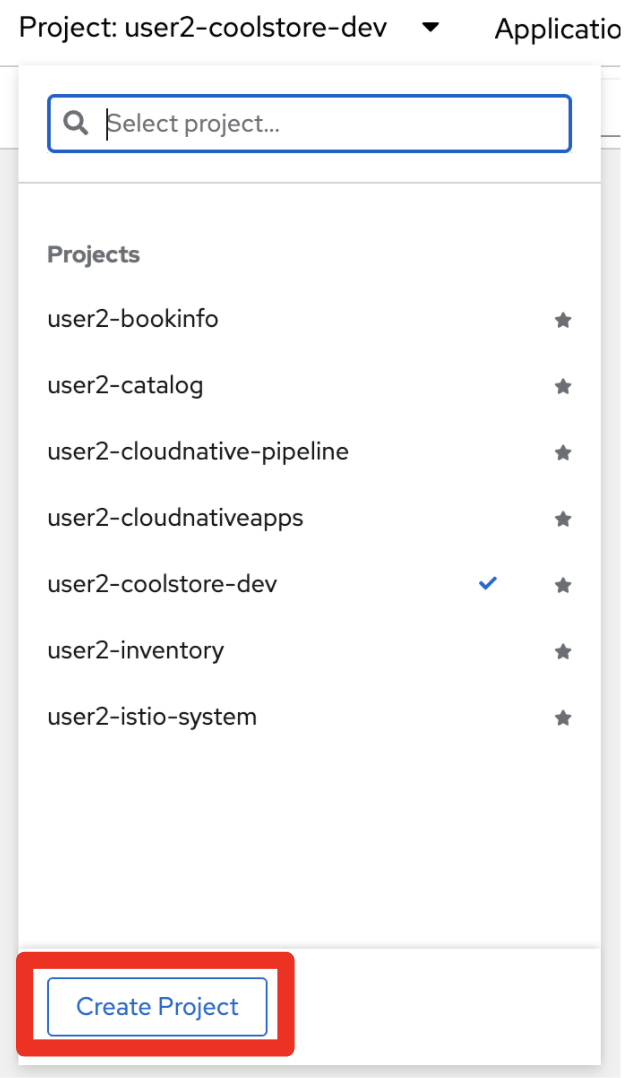 Project: user2-coolstore-dev Applicatio
Select project...
Projects
user2-bookinfo
user2-catalog
user2-cloudnative-pipeline
user2-cloudnativeapps
user2-coolstore-dev
user2-inventory
user2-istio-system
Create Project